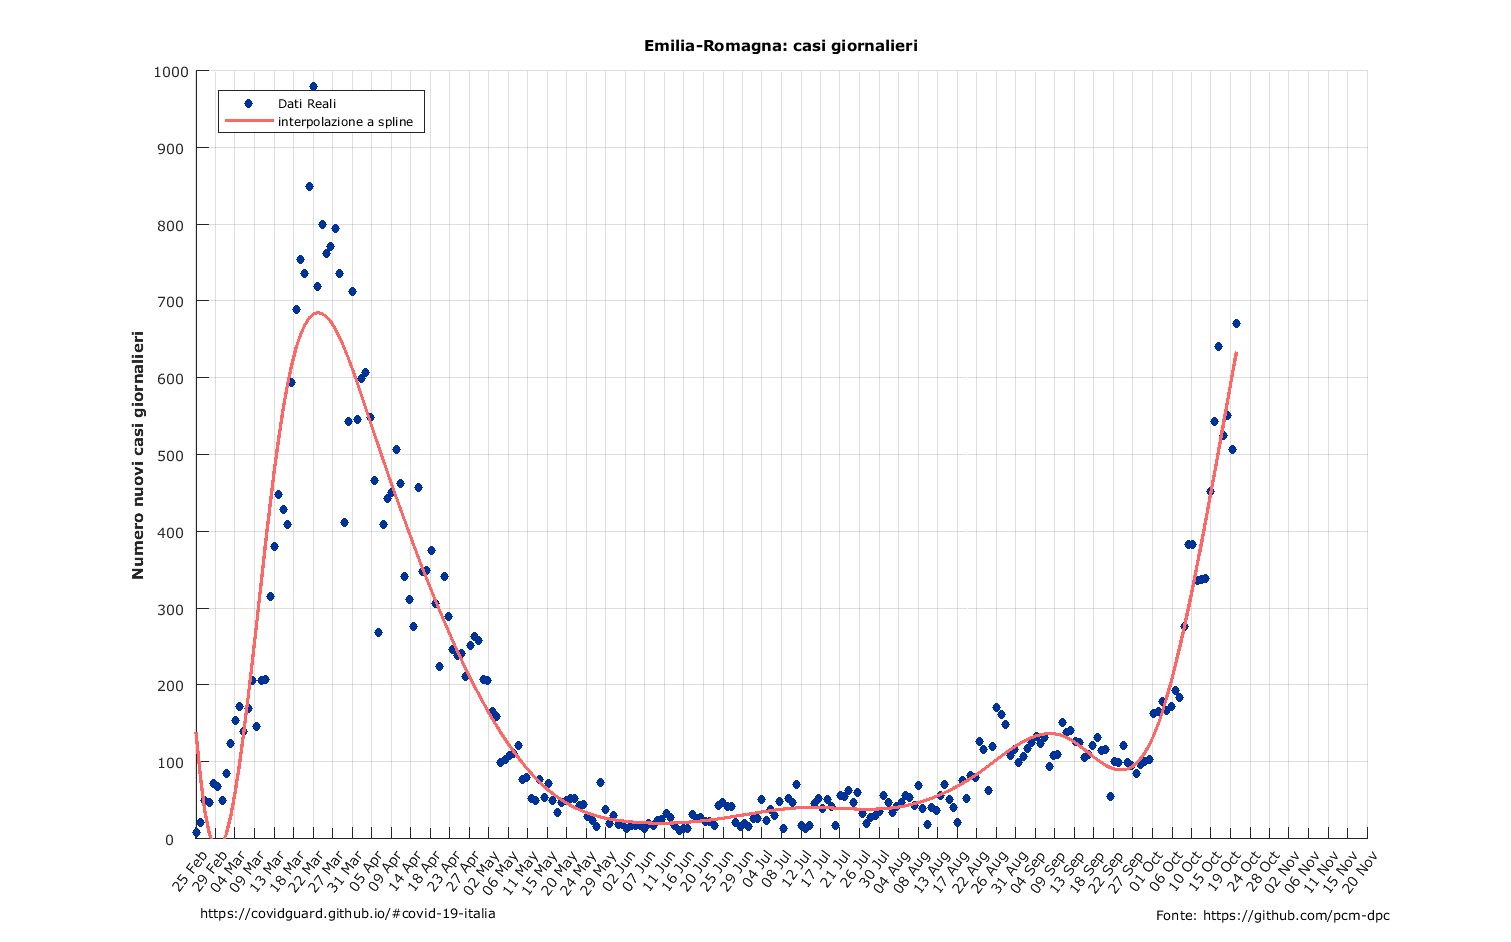 Emilia-Romagna: casi giornalieri
1000
900
800
700
600
500
400
300
200
100
0
Dati Reali
interpolazione a spline
Numero nuovi casi giornalieri
25 Feb
29 Feb
04 Mar
09 Mar
13 Mar
18 Mar
22 Mar
27 Mar
31 Mar
05 Apr
09 Apr
14 Apr
18 Apr
23 Apr
27 Apr
02 May
06 May
11 May
15 May
20 May
24 May
29 May
02 Jun
07 Jun
11 Jun
16 Jun
20 Jun
25 Jun
29 Jun
04 Jul
08 Jul
12 Jul
17 Jul
21 Jul
26 Jul
30 Jul
04 Aug
08 Aug
13 Aug
17 Aug
22 Aug
26 Aug
31 Aug
04 Sep
09 Sep
13 Sep
18 Sep
22 Sep
27 Sep
01 Oct
06 Oct
10 Oct
15 Oct
19 Oct
24 Oct
28 Oct
02 Nov
06 Nov
11 Nov
15 Nov
20 Nov
https://covidguard.github.io/#covid-19-italia
Fonte: https://github.com/pcm-dpc